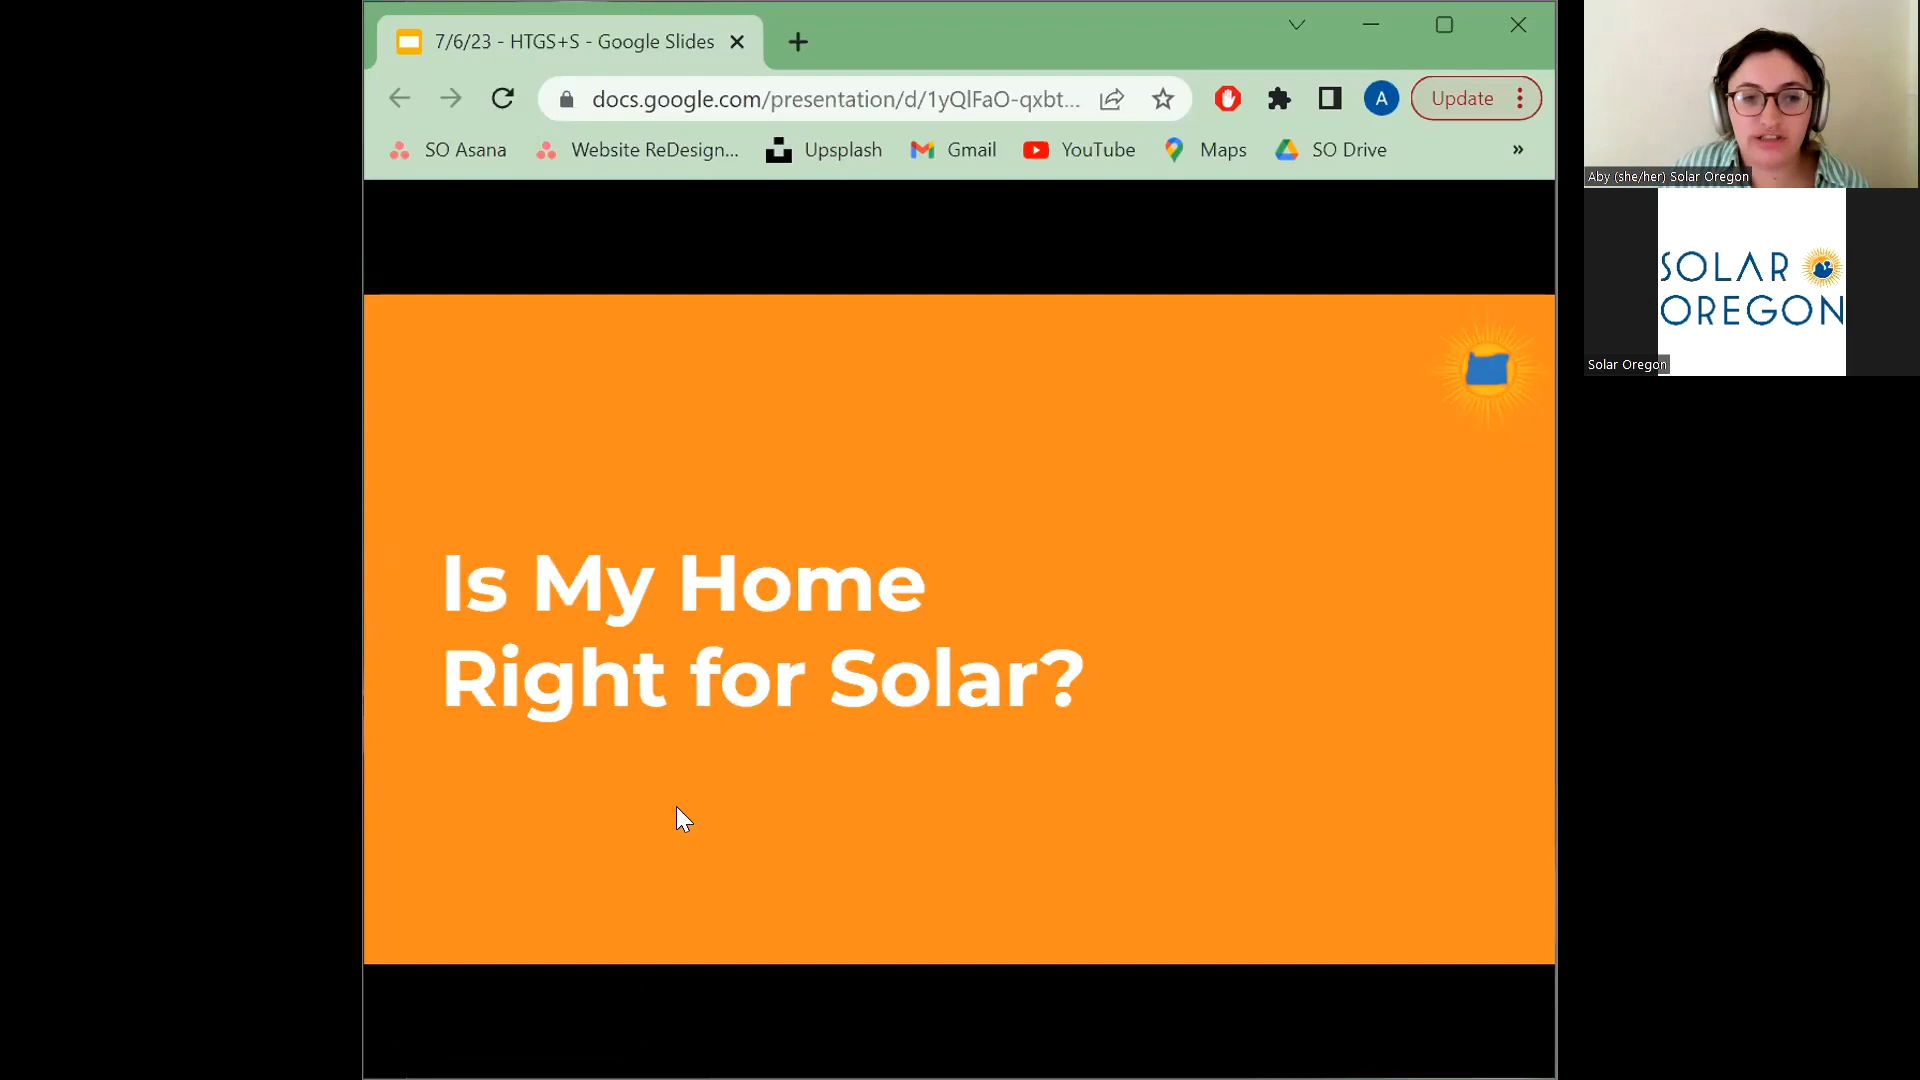 7/6/23 - HTGS+S - Google Slides
docs.google.com/presentation/d/1yQlFaO-qxbt...
A
Update
SO Asana
Website ReDesign...
Upsplash
Gmail
YouTube
Maps
SO Drive
»
Is My Home
Right for Solar?
Aby (she/her) Solar Oregon
SOLAR
OREGON
Solar Oregon